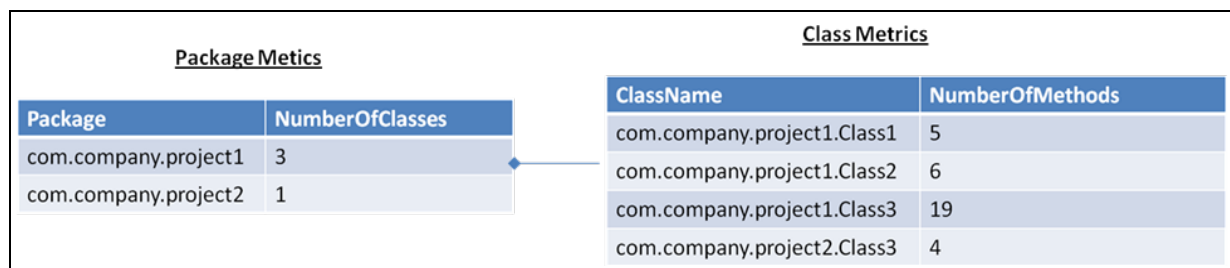 Package Metics
Package NumberOfClasses
com.company.project1 3
com.company.project2 1
Class Metrics
ClassName NumberOfMethods
com.company.project1.Class1 5
com.company.project1.Class2 6
com.company.project1.Class3 19
com.company.project2.Class3 4